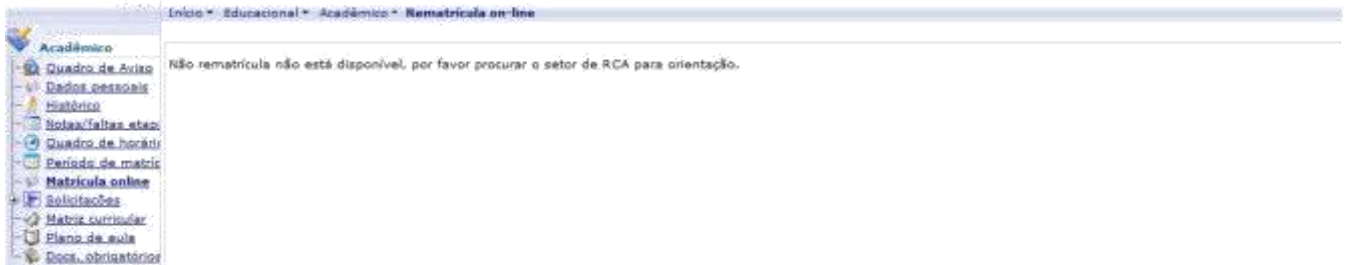 Início Educacional Acadêmico Rematrícula on-line
Acadêmico
Não rematrícula não está disponível, por favor procurar o setor de RCA para orientação.
Quadro de Aviso
Dados pessoais
Histórico
Notas/faltas etap
Quadro de horári
Período de matríc
Matrícula online
Solicitações
Matriz curricular
Plano de aula
Docs. obrigatórios